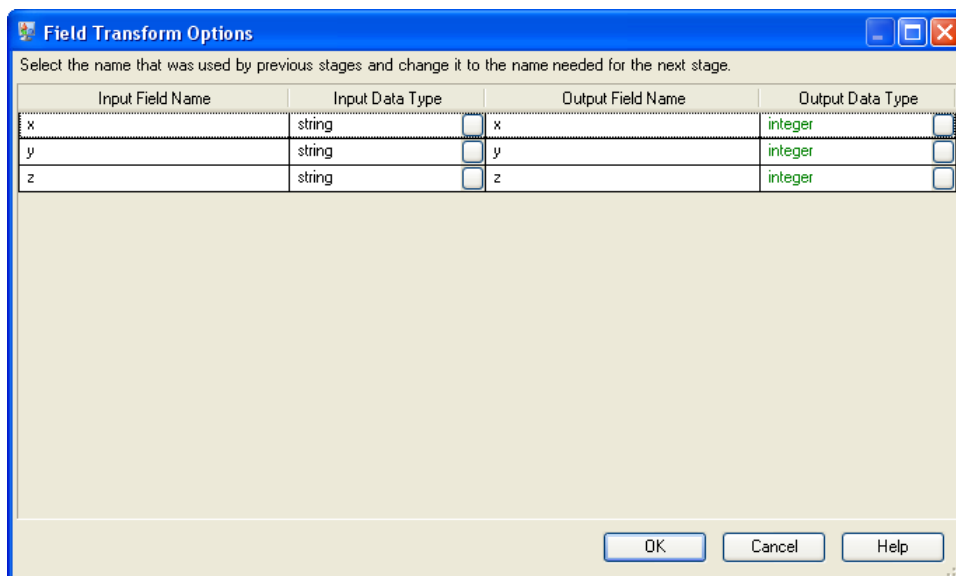 Field Transform Options
Select the name that was used by previous stages and change it to the name needed for the next stage.
Input Field Name Input Data Type Output Field Name Output Data Type
x string x integer
y string y integer
z string z integer
OK Cancel Help